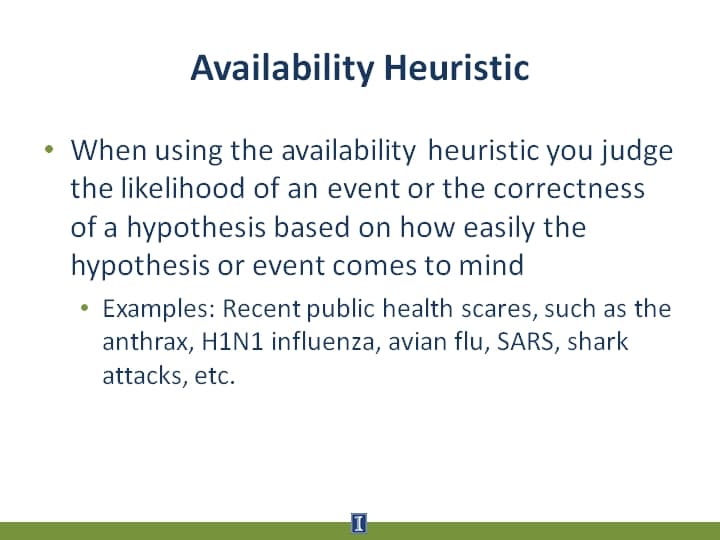 Availability Heuristic
• When using the availability heuristic you judge
the likelihood of an event or the correctness
of a hypothesis based on how easily the
hypothesis or event comes to mind
• Examples: Recent public health scares, such as the
anthrax, H1N1 influenza, avian flu, SARS, shark
attacks, etc.
I